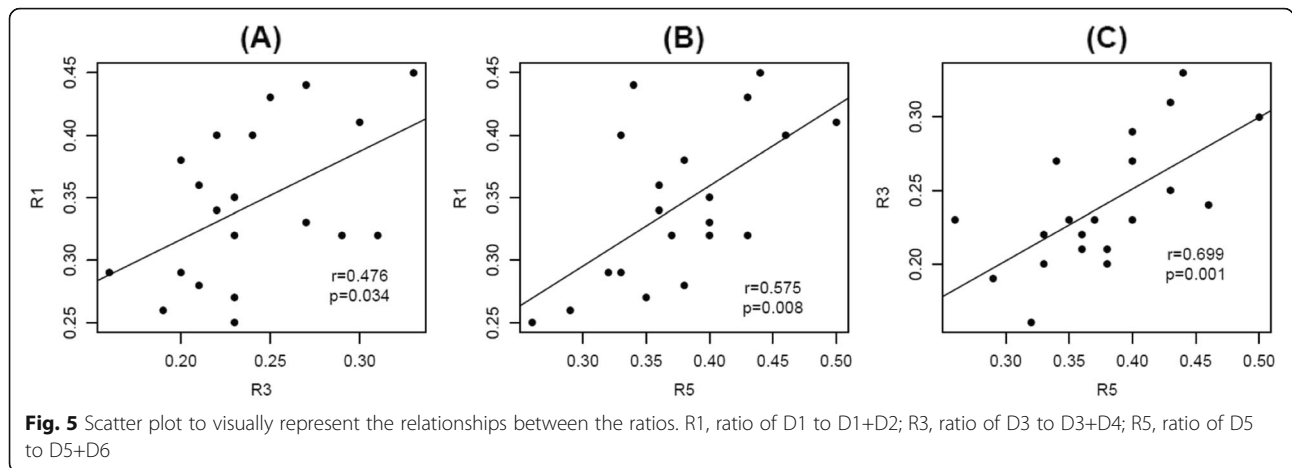 (A)
0.45
0.40
0.35
0.30
0.25
R1
r=0.476
p=0.034
0.20 0.25 0.30
R3
(B)
0.45
0.40
0.35
0.30
0.25
R1
r=0.575
p=0.008
0.30 0.35 0.40 0.45 0.50
R5
(C)
0.30
0.25
0.20
R3
r=0.699
p=0.001
0.30 0.35 0.40 0.45 0.50
R5
Fig. 5 Scatter plot to visually represent the relationships between the ratios. R1, ratio of D1 to D1+D2; R3, ratio of D3 to D3+D4; R5, ratio of D5
to D5+D6